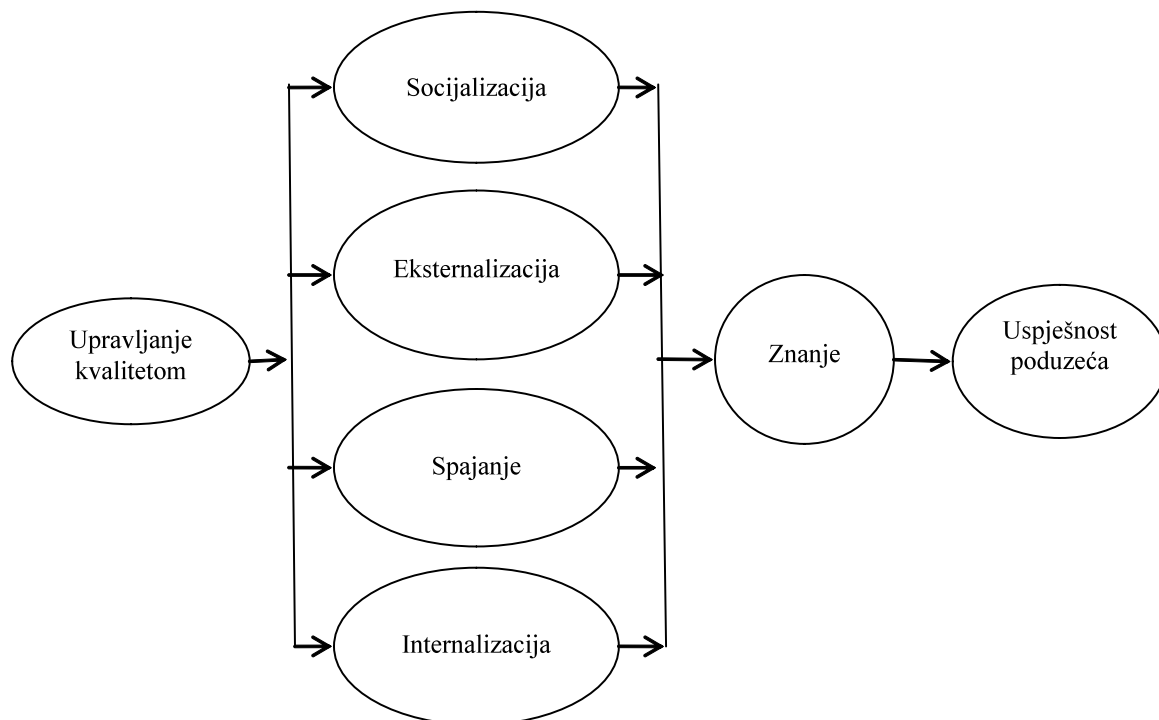 Socijalizacija
Eksternalizacija
Upravljanje
kvalitetom
Spajanje
Internalizacija
Znanje
Uspješnost
poduzeća